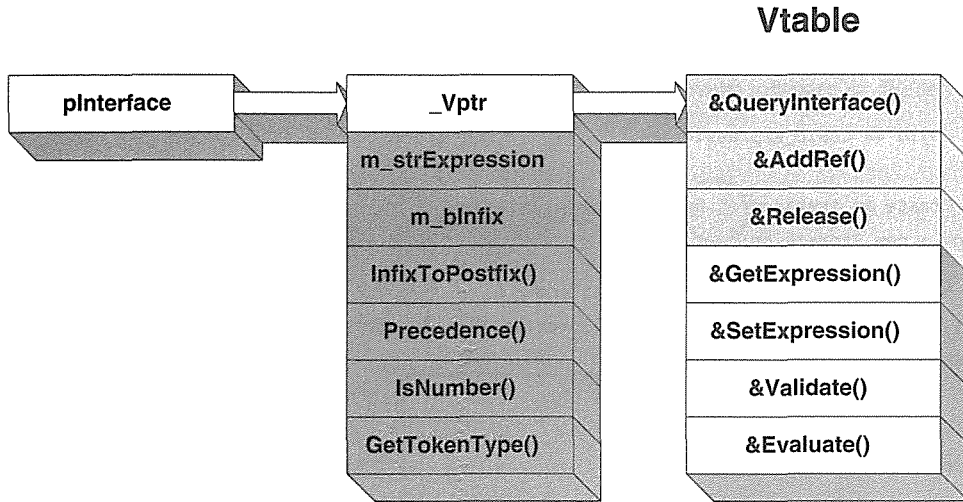 Vtable
pInterface
_Vptr
m_strExpression
m_bInfix
InfixToPostfix()
Precedence()
IsNumber()
GetTokenType()
&QueryInterface()
&AddRef()
&Release()
&GetExpression()
&SetExpression()
&Validate()
&Evaluate()